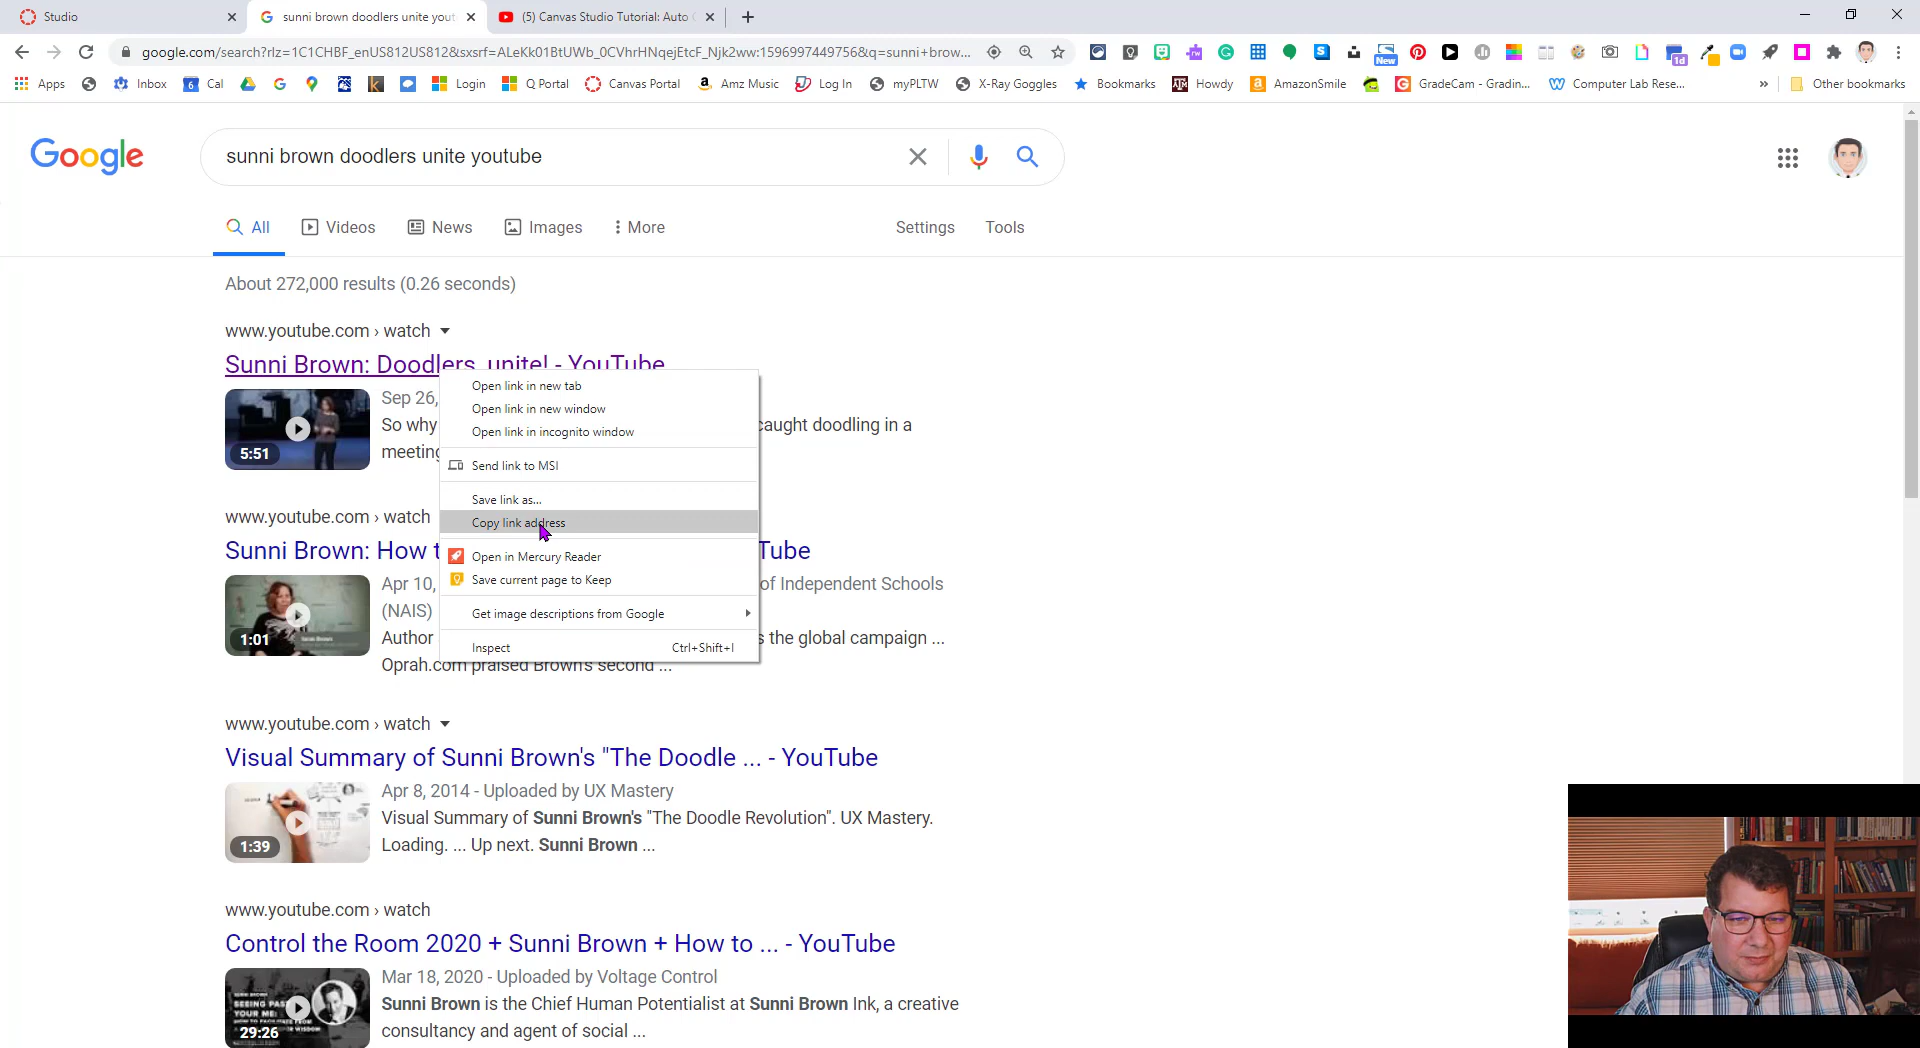 Studio
sunni brown doodlers unite yout
(5) Canvas Studio Tutorial: Auto
google.com/search?rlz=1C1CHBF_enUS812US812&sxsrf=ALeKk01BtUWb_0CVhrHNqejEtcF_Njk2ww:1596997449756&q=sunni+brow...
New
1d
Apps
Inbox
Cal
Login
Q Portal
Canvas Portal
Amz Music
Log In
myPLTW
X-Ray Goggles
Bookmarks
Howdy
AmazonSmile
GradeCam - Gradin...
Computer Lab Rese...
»
Other bookmarks
Google
sunni brown doodlers unite youtube
All
Videos
News
Images
More
Settings
Tools
About 272,000 results (0.26 seconds)
www.youtube.com › watch
Sunni Brown: Doodlers, unite! - YouTube
5:51
Sep 26,
So why caught doodling in a
meeting
Open link in new tab
Open link in new window
Open link in incognito window
Send link to MSI
Save link as...
Copy link address
Open in Mercury Reader
Save current page to Keep
Get image descriptions from Google
Inspect Ctrl+Shift+I
www.youtube.com › watch
Sunni Brown: How t Tube
1:01
Apr 10, of Independent Schools
(NAIS)
Author s the global campaign ...
Oprah.com praised Brown's second ...
www.youtube.com › watch
Visual Summary of Sunni Brown's "The Doodle ... - YouTube
1:39
Apr 8, 2014 - Uploaded by UX Mastery
Visual Summary of Sunni Brown's "The Doodle Revolution". UX Mastery.
Loading. ... Up next. Sunni Brown ...
www.youtube.com › watch
Control the Room 2020 + Sunni Brown + How to ... - YouTube
29:26
Mar 18, 2020 - Uploaded by Voltage Control
Sunni Brown is the Chief Human Potentialist at Sunni Brown Ink, a creative
consultancy and agent of social ...